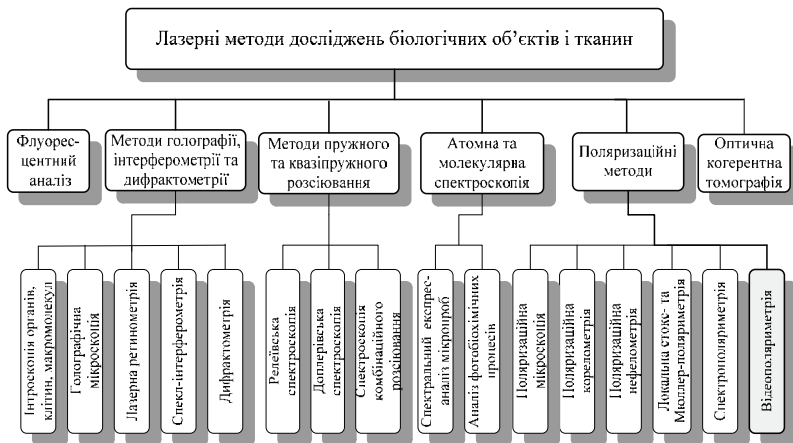 Лазерні методи досліджень біологічних об’єктів і тканин
Флуорес-
центний
аналіз
Методи голографії,
інтерферометрії та
дифрактометрії
Методи пружного
та квазіпружного
розсіювання
Атомна та
молекулярна
спектроскопія
Поляризаційні
методи
Оптична
когерентна
томографія
Інтроскопія органів,
клітин, макромолекул
Голографічна
мікроскопія
Лазерна ретинометрія
Спекл-інтерферометрія
Дифрактометрія
Релеївська
спектроскопія
Доплерівська
спектроскопія
Спектроскопія
комбінаційного
розсіювання
Спектральний експрес-
аналіз мікропроб
Аналіз фотобіохімічних
процесів
Поляризаційна
мікроскопія
Поляризаційна
корелометрія
Поляризаційна
нефелометрія
Локальна стокс- та
Мюллер-поляриметрія
Спектрополяриметрія
Відеополяриметрія